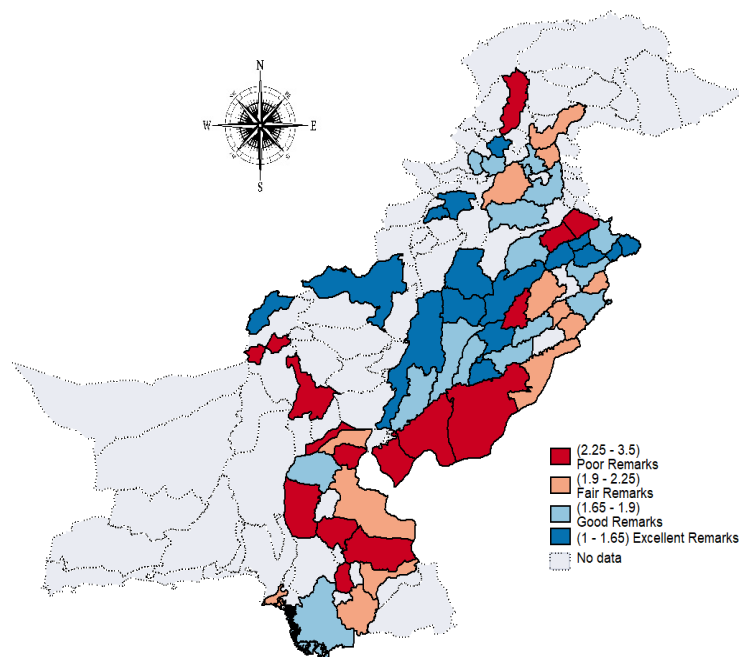 N
W E
S
(2.25 - 3.5)
Poor Remarks
(1.9 - 2.25)
Fair Remarks
(1.65 - 1.9)
Good Remarks
(1 - 1.65) Excellent Remarks
No data